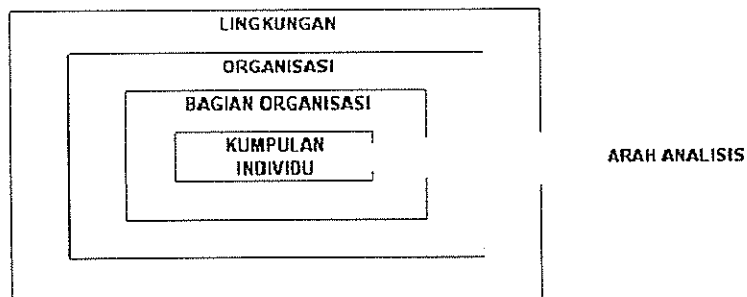 LINGKUNGAN
ORGANISASI
BAGIAN ORGANISASI
KUMPULAN
INDIVIDU
ARAH ANALISIS